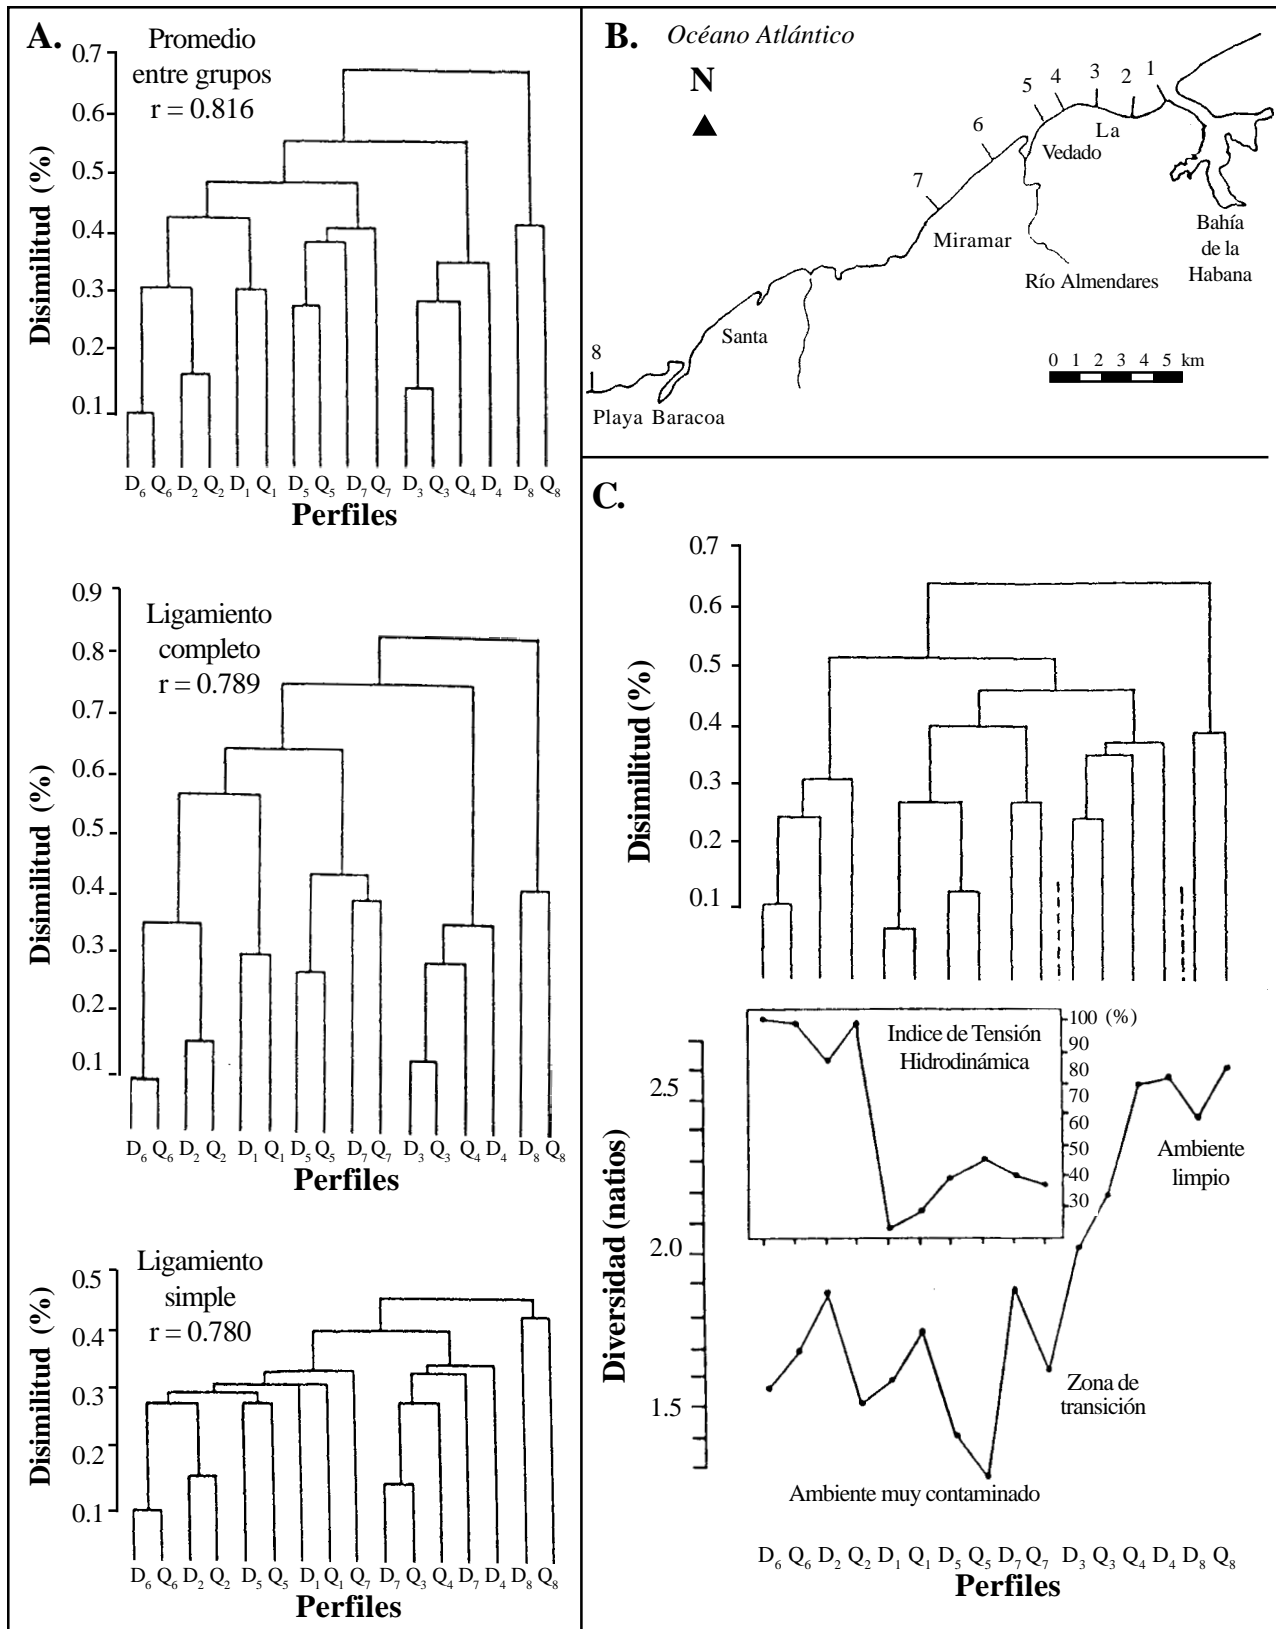 A.
Promedio
entre grupos
r = 0.816
Disimilitud (%)
0.7
0.6
0.5
0.4
0.3
0.2
0.1
D6 Q6 D2 Q2 D1 Q1 D5 Q5 D7 Q7 D3 Q3 Q4 D4 D8 Q8
Perfiles
Ligamiento
completo
r = 0.789
Disimilitud (%)
0.9
0.8
0.7
0.6
0.5
0.4
0.3
0.2
0.1
D6 Q6 D2 Q2 D1 Q1 D5 Q5 D7 Q7 D3 Q3 Q4 D4 D8 Q8
Perfiles
Ligamiento
simple
r = 0.780
Disimilitud (%)
0.5
0.4
0.3
0.2
0.1
D6 Q6 D2 Q2 D5 Q5 D1 Q1 Q7 D7 Q3 Q4 D7 D4 D8 Q8
Perfiles
B.
Océano Atlántico
N
1
2
3
4
5
6
7
8
La
Vedado
Miramar
Río Almendares
Bahía
de la
Habana
Santa
Playa Baracoa
0 1 2 3 4 5 km
C.
Disimilitud (%)
0.7
0.6
0.5
0.4
0.3
0.2
0.1
Indice de Tensión
Hidrodinámica
100 (%)
90
80
70
60
50
40
30
Diversidad (natios)
2.5
2.0
1.5
Ambiente
limpio
Zona de
transición
Ambiente muy contaminado
D6 Q6 D2 Q2 D1 Q1 D5 Q5 D7 Q7 D3 Q3 Q4 D4 D8 Q8
Perfiles